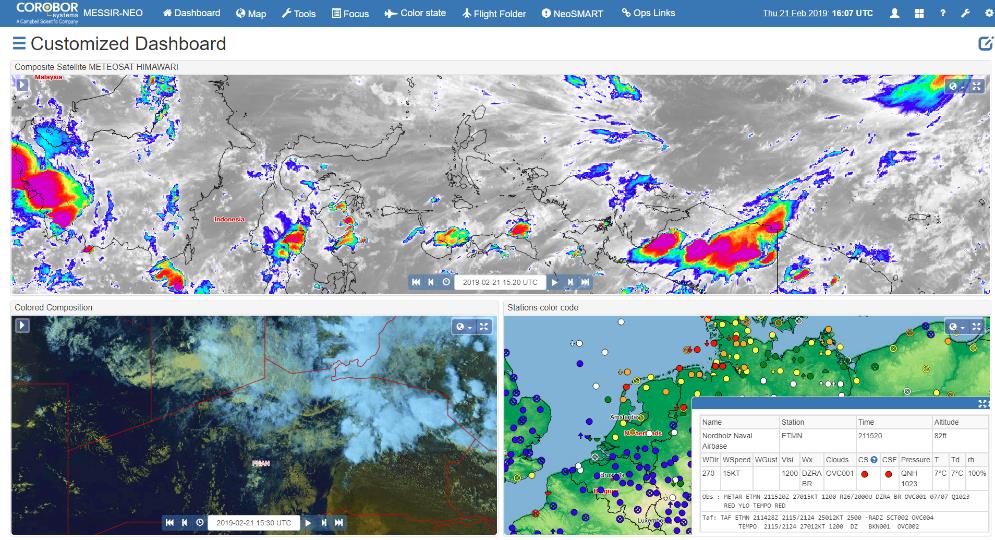 COROBOR
systems
A Campbell Scientific Company
MESSIR-NEO
Dashboard
Map
Tools
Focus
Color state
Flight Folder
NeoSMART
Ops Links
Thu 21 Feb 2019: 16:07 UTC
?
Customized Dashboard
Composite Satellite METEOSAT HIMAWARI
Malaysia
Indonesia
2019-02-21 15:20 UTC
Colored Composition
2019-02-21 15:30 UTC
Stations color code
Name Station Time Altitude
Nordholz Naval Airbase ETMN 211520 82ft
WDir WSpeed WGust Visi Wx Clouds CS ? CSF Pressure T Td rh
270 15KT 1200 DZRA BR OVC001 QNH 1023 7°C 7°C 100%
Obs : METAR ETMN 211520Z 27015KT 1200 R26/2000U DZRA BR OVC001 07/07 Q1023
RED YLO TEMPO RED
Taf: TAF ETMN 211428Z 2115/2124 25012KT 2500 -RADZ SCT002 OVC004
TEMPO 2115/2124 27012KT 1200 DZ BKN001 OVC002